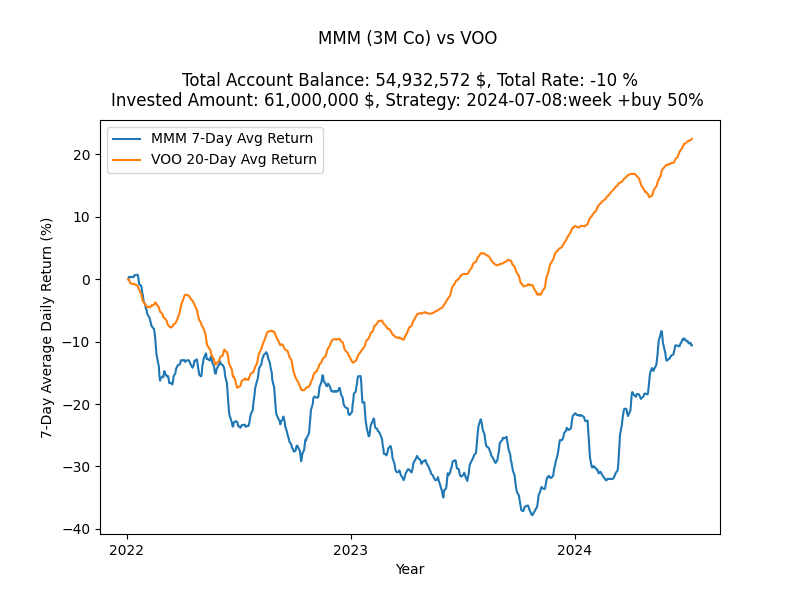 MMM (3M Co) vs VOO
Total Account Balance: 54,932,572 $, Total Rate: -10 %
Invested Amount: 61,000,000 $, Strategy: 2024-07-08:week +buy 50%
MMM 7-Day Avg Return
VOO 20-Day Avg Return
7-Day Average Daily Return (%)
20
10
0
−10
−20
−30
−40
2022
2023
2024
Year